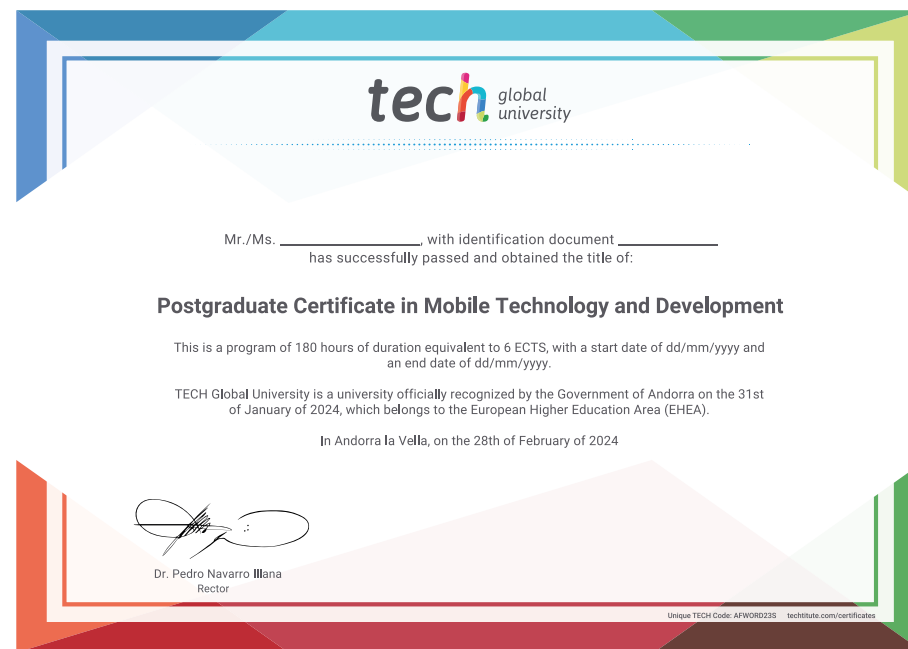 tech global university
Mr./Ms. ____________, with identification document ____________
has successfully passed and obtained the title of:
Postgraduate Certificate in Mobile Technology and Development
This is a program of 180 hours of duration equivalent to 6 ECTS, with a start date of dd/mm/yyyy and
an end date of dd/mm/yyyy.
TECH Global University is a university officially recognized by the Government of Andorra on the 31st
of January of 2024, which belongs to the European Higher Education Area (EHEA).
In Andorra la Vella, on the 28th of February of 2024
Dr. Pedro Navarro Illana
Rector
Unique TECH Code: AFWORD23S techtitute.com/certificates